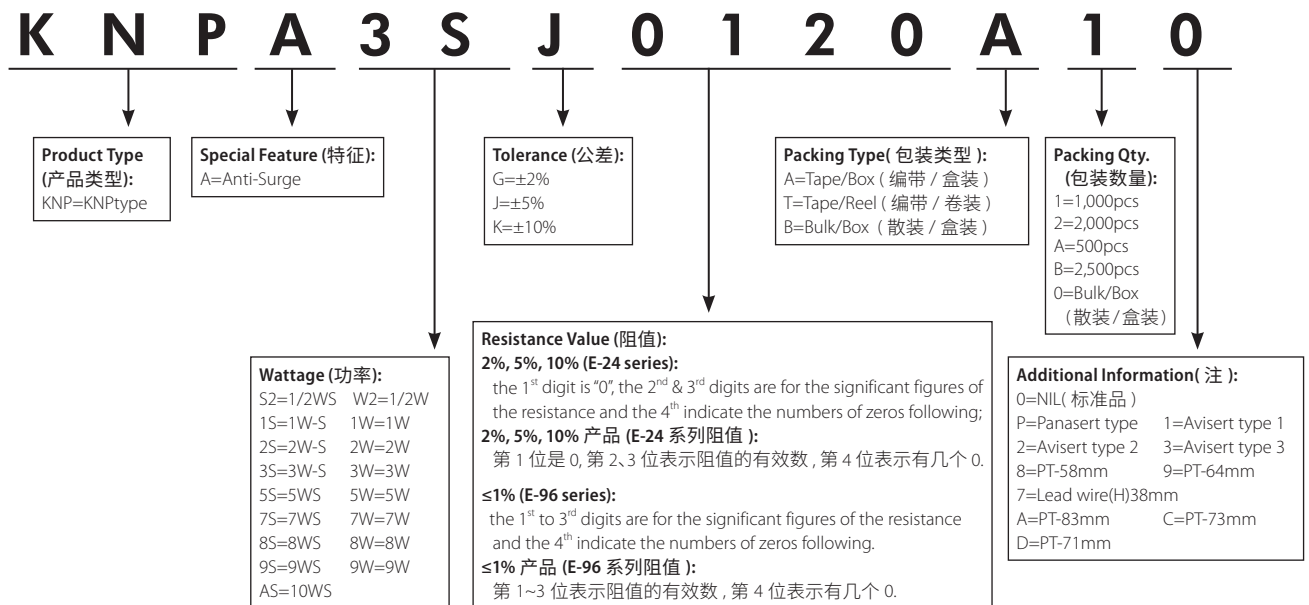 K N P A 3 S J 0 1 2 0 A 1 0
Product Type
(产品类型):
KNP=KNPtype
Special Feature (特征):
A=Anti-Surge
Tolerance (公差):
G=±2%
J=±5%
K=±10%
Packing Type( 包装类型 ):
A=Tape/Box ( 编带 / 盒装 )
T=Tape/Reel ( 编带 / 卷装 )
B=Bulk/Box ( 散装 / 盒装 )
Packing Qty.
(包装数量):
1=1,000pcs
2=2,000pcs
A=500pcs
B=2,500pcs
0=Bulk/Box
(散装/盒装)
Wattage (功率):
S2=1/2WS W2=1/2W
1S=1W-S 1W=1W
2S=2W-S 2W=2W
3S=3W-S 3W=3W
5S=5WS 5W=5W
7S=7WS 7W=7W
8S=8WS 8W=8W
9S=9WS 9W=9W
AS=10WS
Resistance Value (阻值):
2%, 5%, 10% (E-24 series):
the 1st digit is "0", the 2nd & 3rd digits are for the significant figures of
the resistance and the 4th indicate the numbers of zeros following;
2%, 5%, 10% 产品 (E-24 系列阻值 ):
第 1 位是 0, 第 2、3 位表示阻值的有效数 , 第 4 位表示有几个 0.
≤1% (E-96 series):
the 1st to 3rd digits are for the significant figures of the resistance
and the 4th indicate the numbers of zeros following.
≤1% 产品 (E-96 系列阻值 ):
第 1~3 位表示阻值的有效数 , 第 4 位表示有几个 0.
Additional Information( 注 ):
0=NIL( 标准品 )
P=Panasert type 1=Avisert type 1
2=Avisert type 2 3=Avisert type 3
8=PT-58mm 9=PT-64mm
7=Lead wire(H)38mm
A=PT-83mm C=PT-73mm
D=PT-71mm